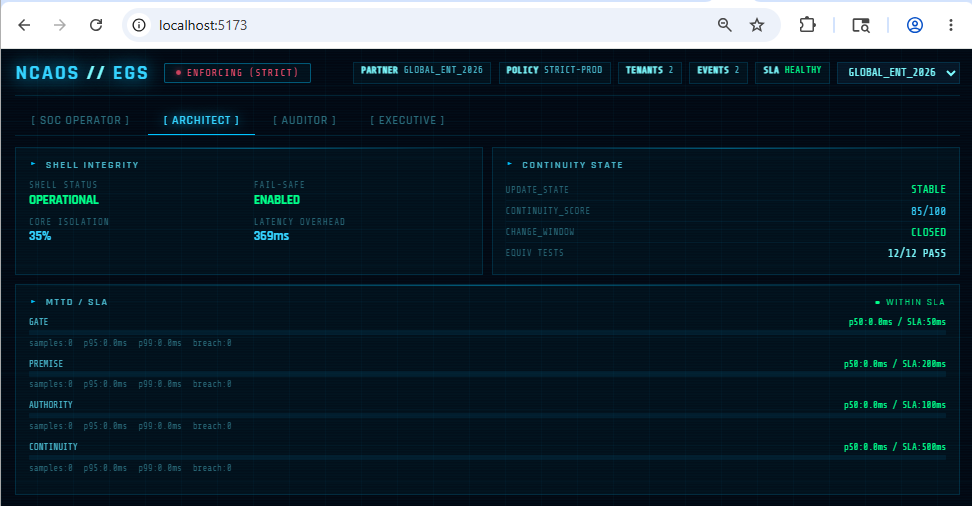 localhost:5173
NCAOS // EGS
ENFORCING (STRICT)
PARTNER GLOBAL_ENT_2026
POLICY STRICT-PROD
TENANTS 2
EVENTS 2
SLA HEALTHY
GLOBAL_ENT_2026
[ SOC OPERATOR ]
[ ARCHITECT ]
[ AUDITOR ]
[ EXECUTIVE ]
SHELL INTEGRITY
SHELL STATUS
OPERATIONAL
FAIL-SAFE
ENABLED
CORE ISOLATION
35%
LATENCY OVERHEAD
369ms
CONTINUITY STATE
UPDATE_STATE STABLE
CONTINUITY_SCORE 85/100
CHANGE_WINDOW CLOSED
EQUIV TESTS 12/12 PASS
MTTD / SLA WITHIN SLA
GATE p50:0.0ms / SLA:50ms
samples:0 p95:0.0ms p99:0.0ms breach:0
PREMISE p50:0.0ms / SLA:200ms
samples:0 p95:0.0ms p99:0.0ms breach:0
AUTHORITY p50:0.0ms / SLA:100ms
samples:0 p95:0.0ms p99:0.0ms breach:0
CONTINUITY p50:0.0ms / SLA:500ms
samples:0 p95:0.0ms p99:0.0ms breach:0